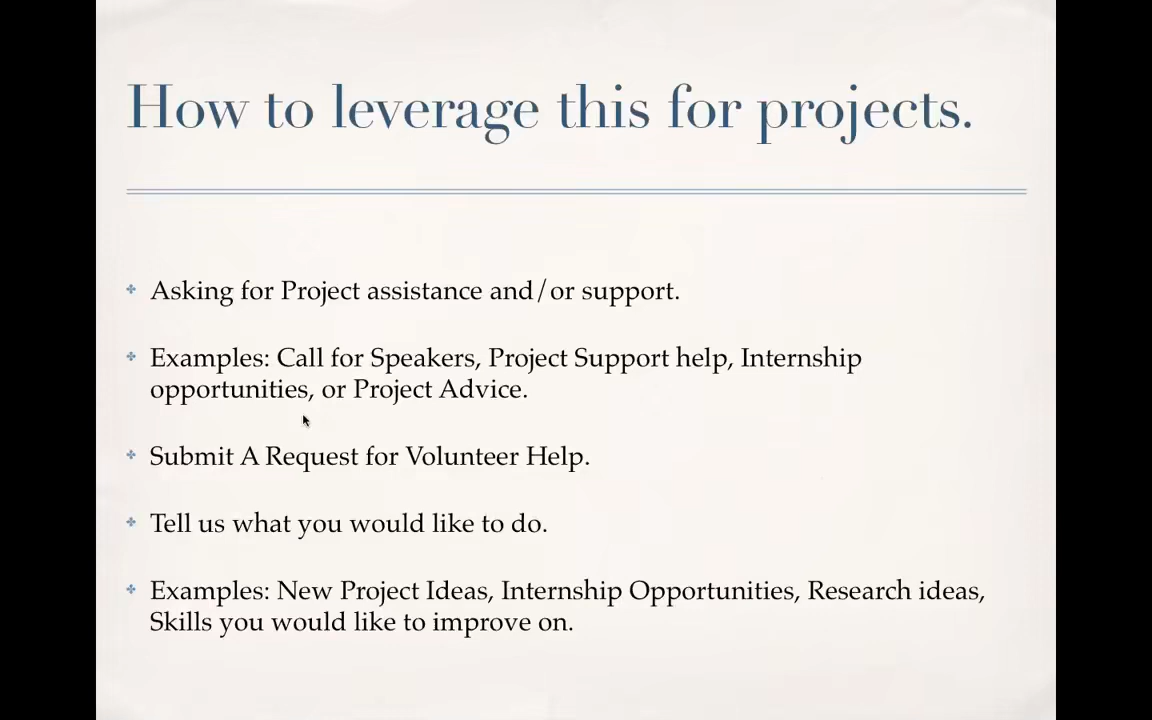 How to leverage this for projects.
Asking for Project assistance and/or support.
Examples: Call for Speakers, Project Support help, Internship
opportunities, or Project Advice.
Submit A Request for Volunteer Help.
Tell us what you would like to do.
Examples: New Project Ideas, Internship Opportunities, Research ideas,
Skills you would like to improve on.